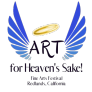 ART
for Heaven's Sake!
Fine Arts Festival
Redlands, California